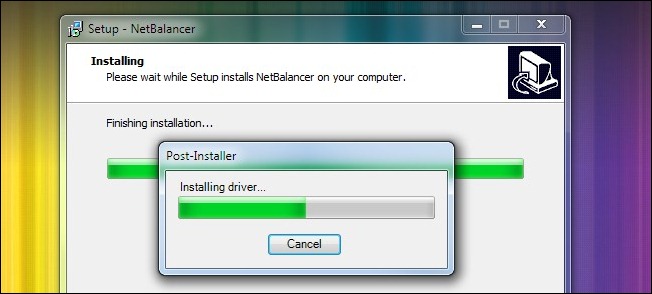 Setup - NetBalancer
Installing
Please wait while Setup installs NetBalancer on your computer.
Finishing installation...
Post-Installer
Installing driver...
Cancel